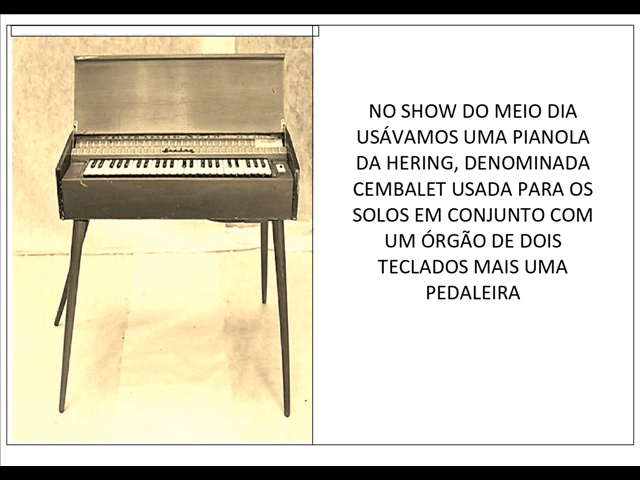 NO SHOW DO MEIO DIA
USÁVAMOS UMA PIANOLA
DA HERING, DENOMINADA
CEMBALET USADA PARA OS
SOLOS EM CONJUNTO COM
UM ÓRGÃO DE DOIS
TECLADOS MAIS UMA
PEDALEIRA